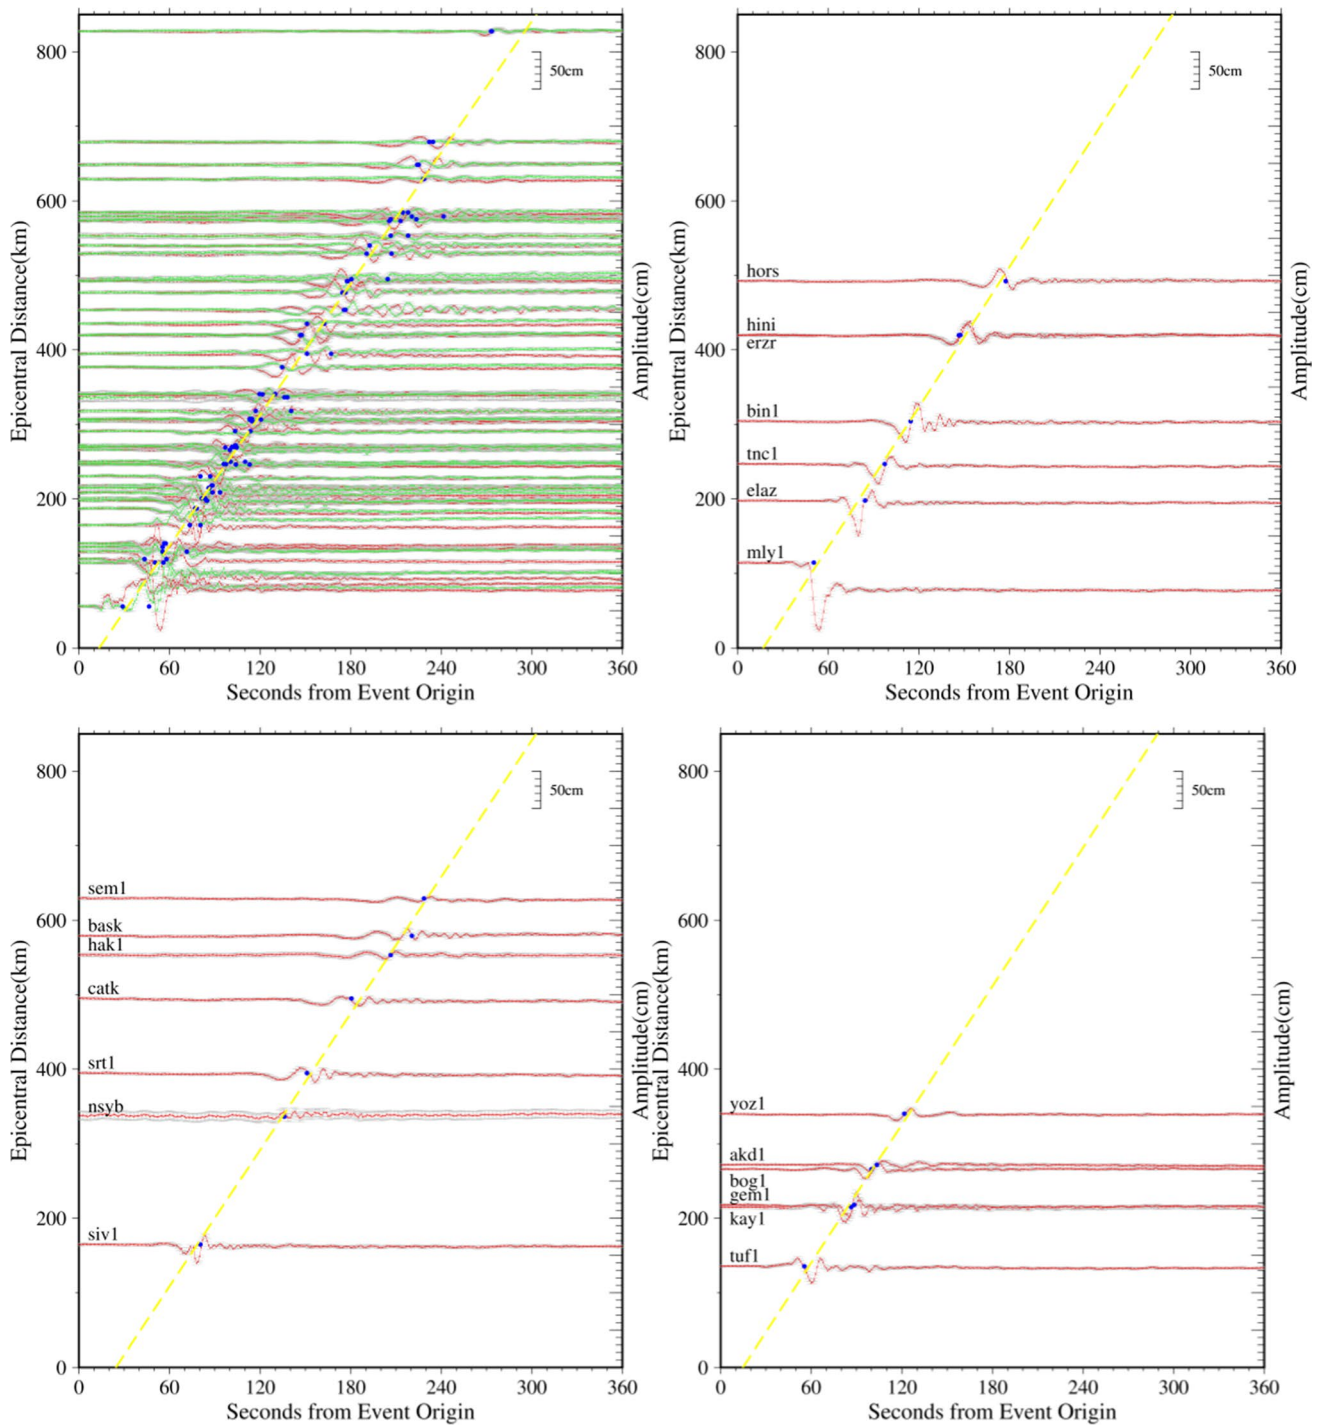 800
600
400
200
0
0 60 120 180 240 300 360
Epicentral Distance(km)
Seconds from Event Origin
Amplitude(cm)
50cm
800
600
400
200
0
0 60 120 180 240 300 360
Epicentral Distance(km)
Seconds from Event Origin
Amplitude(cm)
50cm
hors
hini
erzr
bin1
tnc1
elaz
mly1
800
600
400
200
0
0 60 120 180 240 300 360
Epicentral Distance(km)
Seconds from Event Origin
Amplitude(cm)
50cm
sem1
bask
hak1
catk
srt1
nsyb
siv1
800
600
400
200
0
0 60 120 180 240 300 360
Epicentral Distance(km)
Seconds from Event Origin
Amplitude(cm)
50cm
yoz1
akd1
bog1
gem1
kay1
tuf1